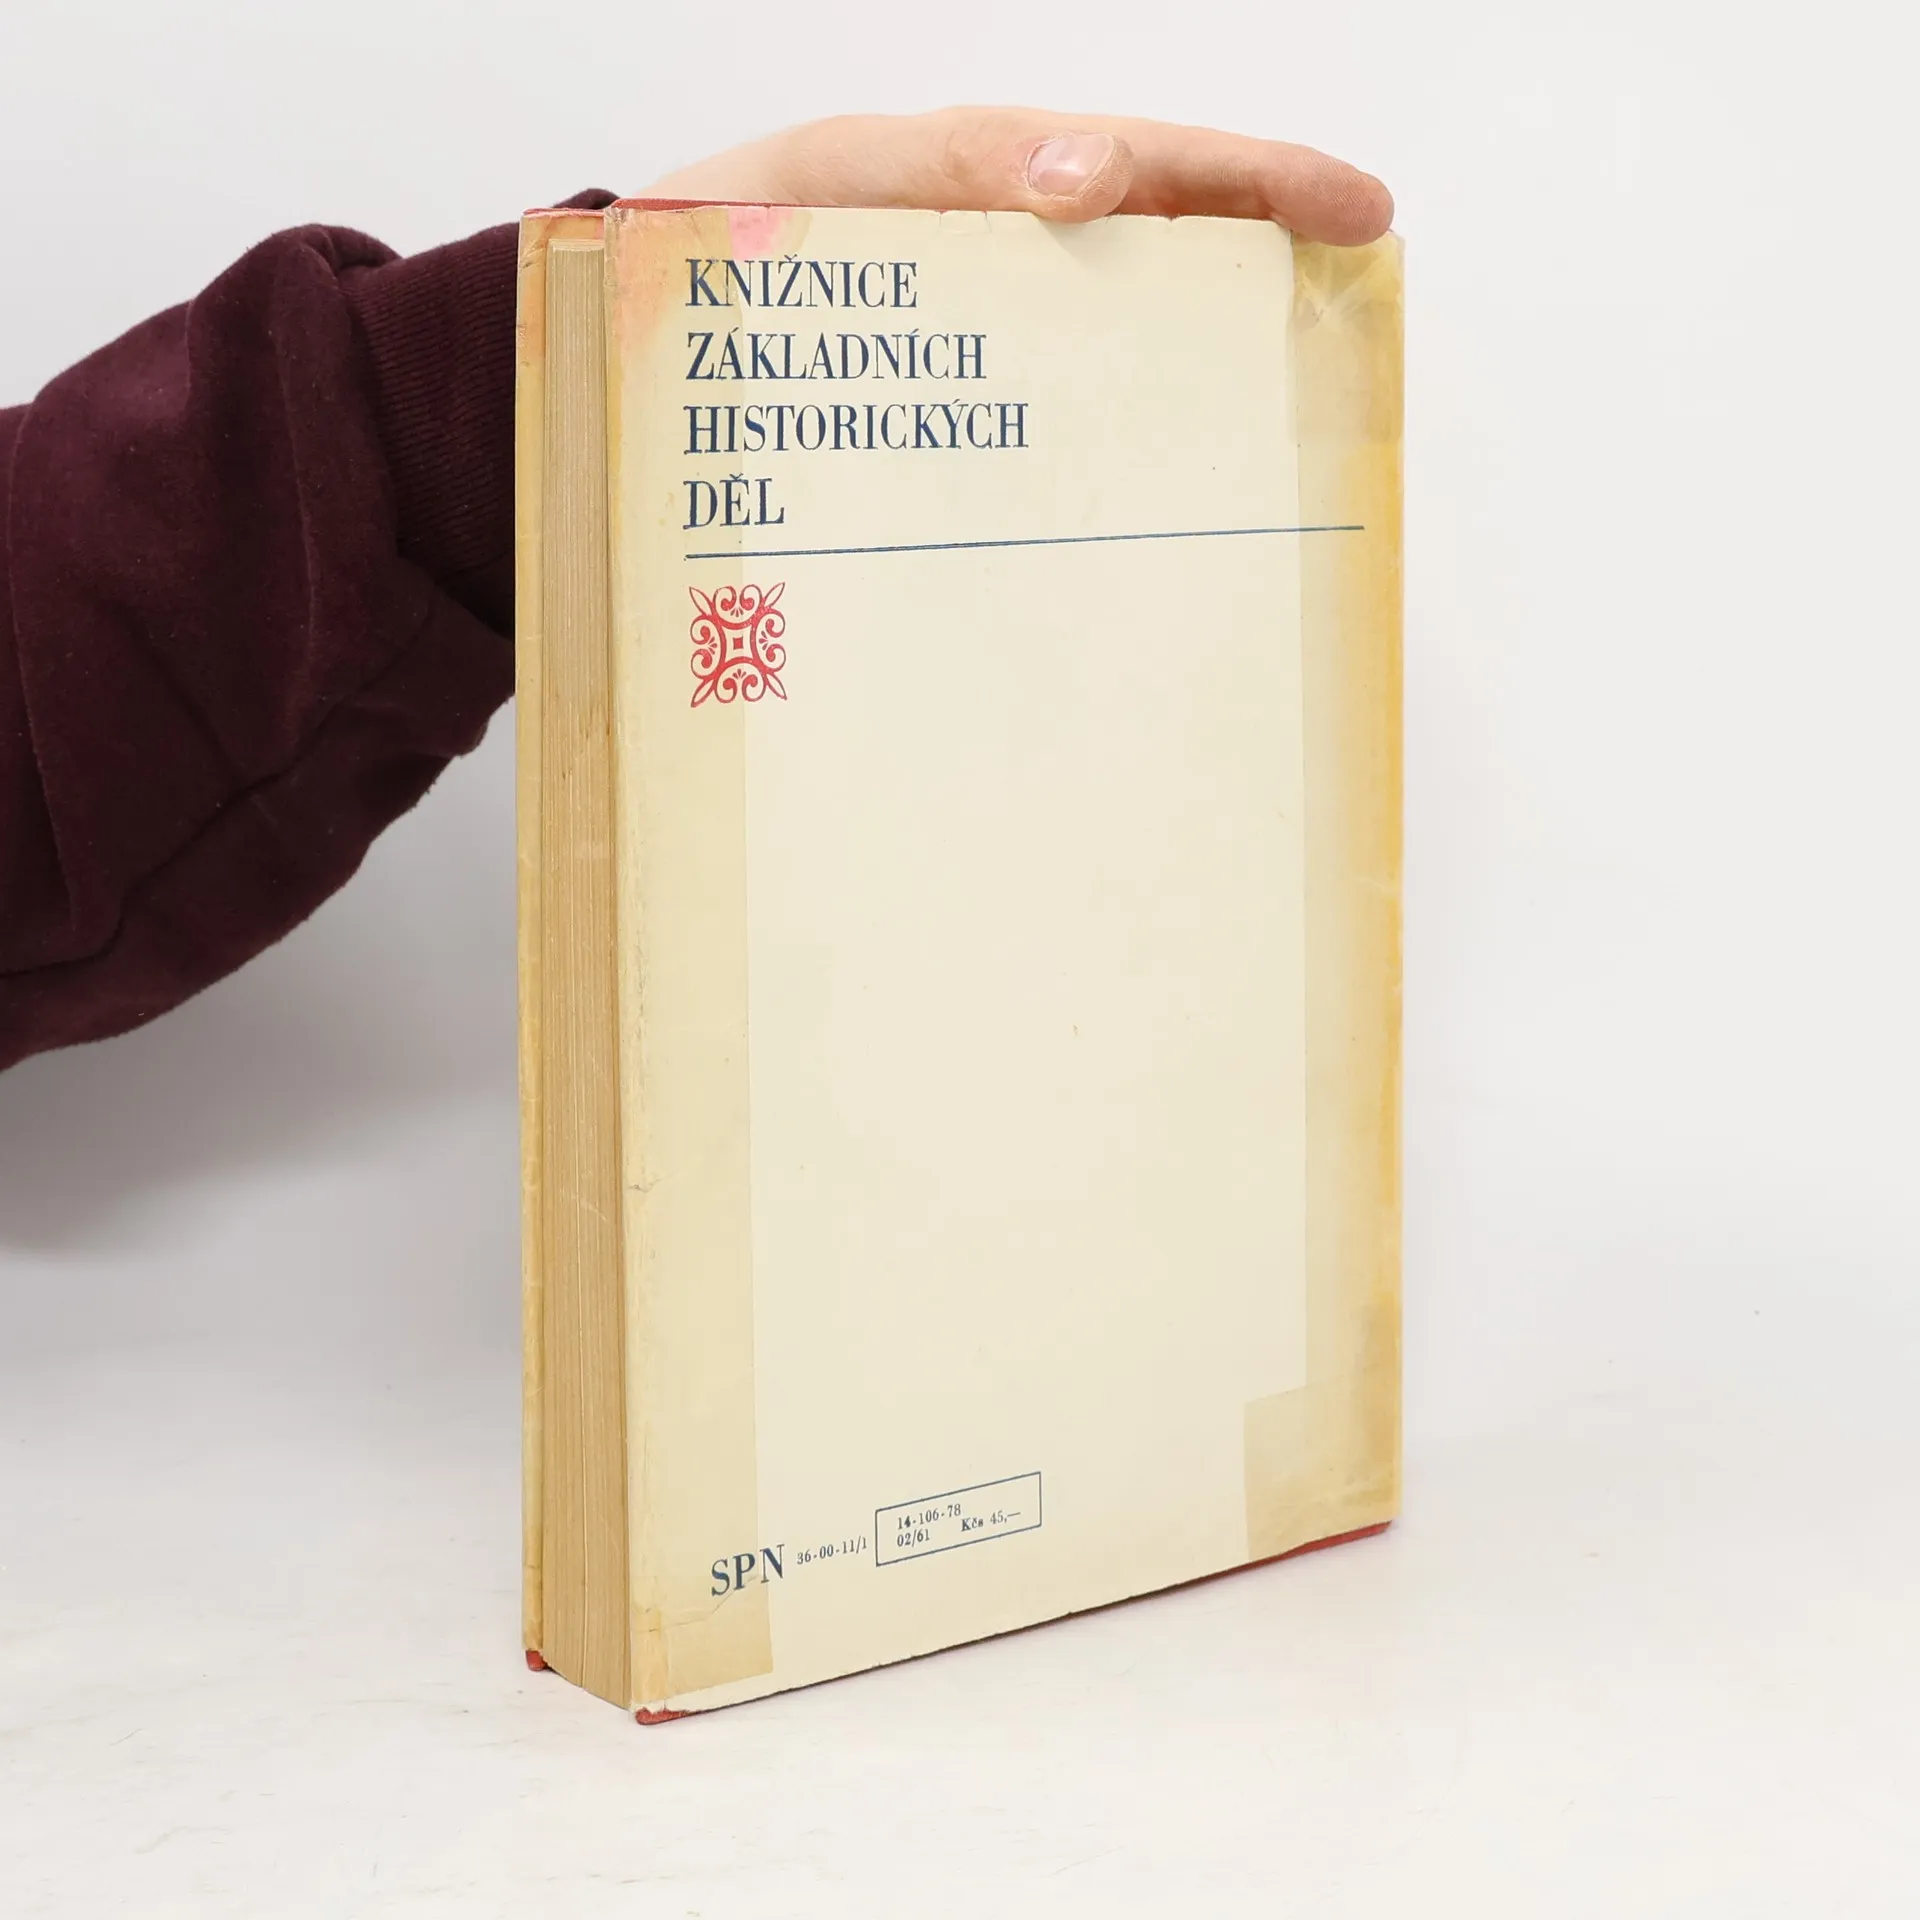 KNIŽNICE
ZÁKLADNÍCH
HISTORICKÝCH
DĚL
SPN 36-00-11/1
14-106-78
02/61 Kčs 45,—